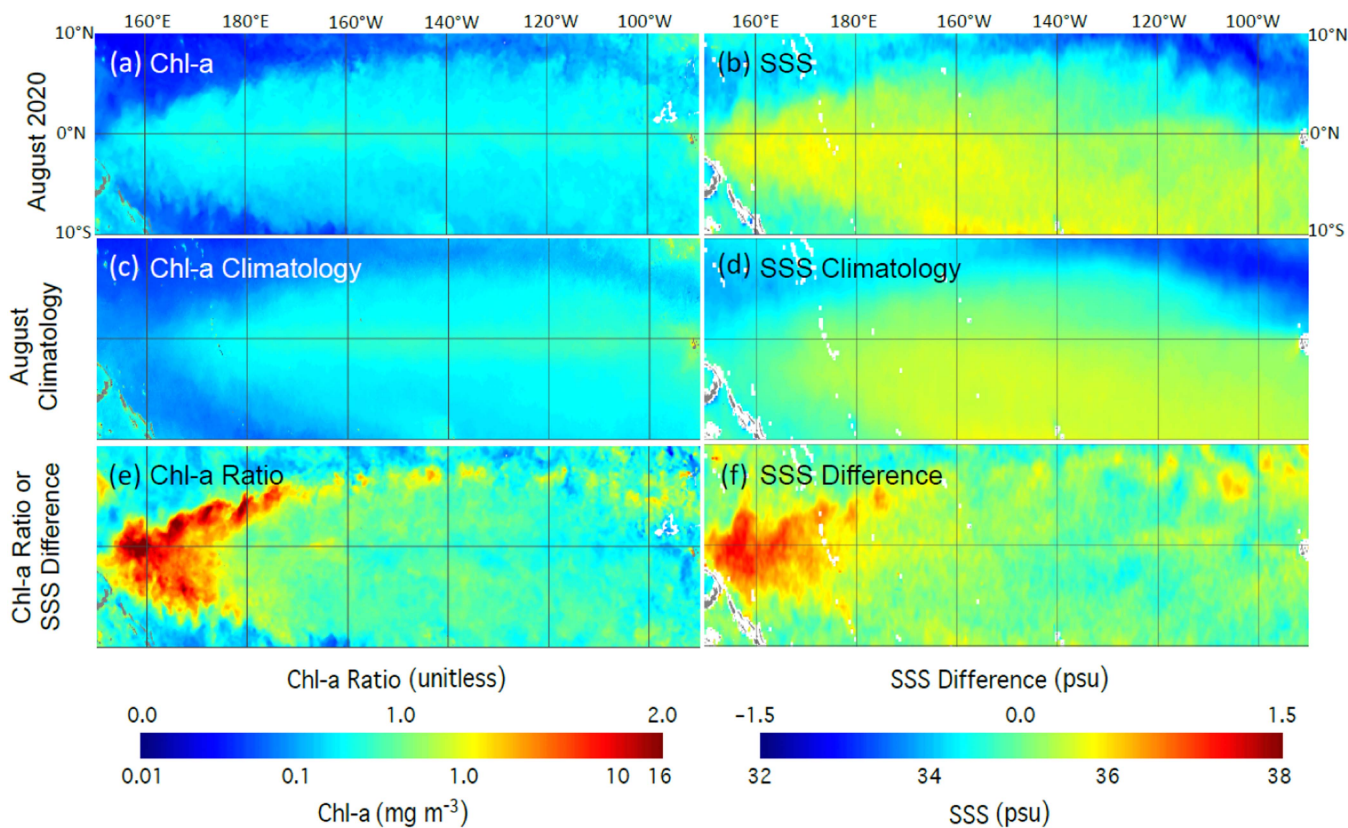 160°E 180°E 160°W 140°W 120°W 100°W 160°E 180°E 160°W 140°W 120°W 100°W
10°N (a) Chl-a (b) SSS 10°N
August 2020
0°N 0°N
10°S 10°S
(c) Chl-a Climatology (d) SSS Climatology
August
Climatology
(e) Chl-a Ratio (f) SSS Difference
Chl-a Ratio or
SSS Difference
Chl-a Ratio (unitless) SSS Difference (psu)
0.0 1.0 2.0 −1.5 0.0 1.5
0.01 0.1 1.0 10 16 32 34 36 38
Chl-a (mg m⁻³) SSS (psu)